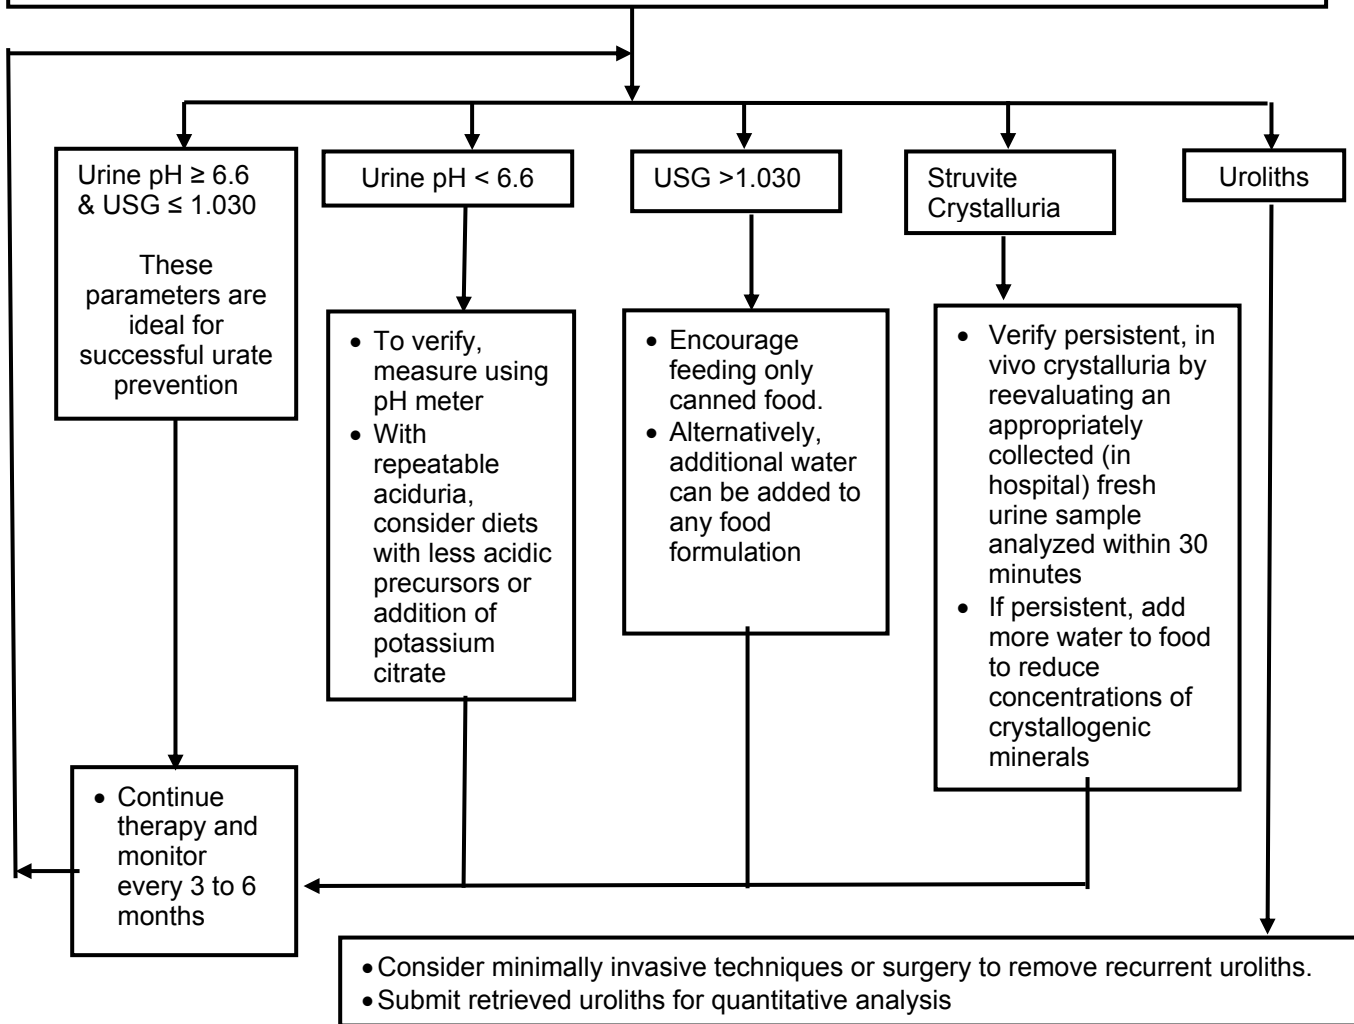 Urine pH ≥ 6.6
& USG ≤ 1.030
These
parameters are
ideal for
successful urate
prevention
Urine pH < 6.6
USG >1.030
Struvite
Crystalluria
Uroliths
• To verify,
measure using
pH meter
• With
repeatable
aciduria,
consider diets
with less acidic
precursors or
addition of
potassium
citrate
• Encourage
feeding only
canned food.
• Alternatively,
additional water
can be added to
any food
formulation
• Verify persistent, in
vivo crystalluria by
reevaluating an
appropriately
collected (in
hospital) fresh
urine sample
analyzed within 30
minutes
• If persistent, add
more water to food
to reduce
concentrations of
crystallogenic
minerals
• Continue
therapy and
monitor
every 3 to 6
months
• Consider minimally invasive techniques or surgery to remove recurrent uroliths.
• Submit retrieved uroliths for quantitative analysis